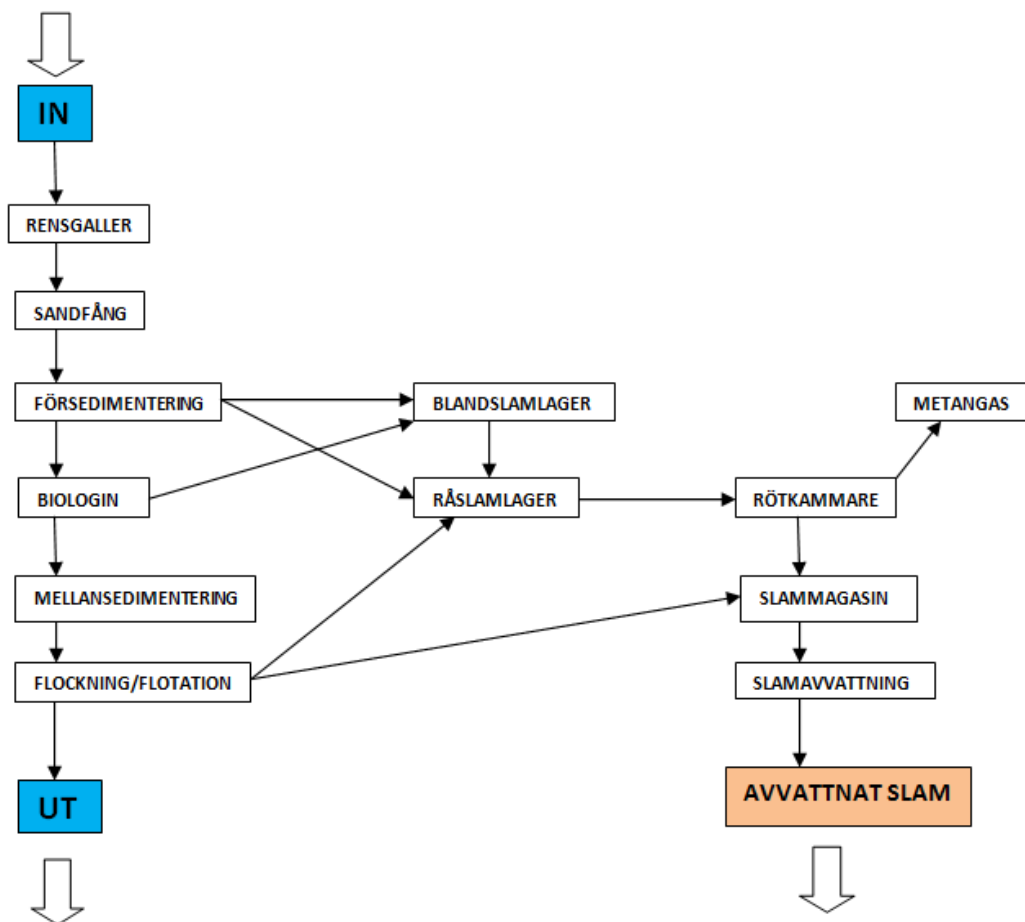 IN
RENSGALLER
SANDFÅNG
FÖRSEDIMENTERING
BLANDSLAMLAGER
METANGAS
BIOLOGIN
RÅSLAMLAGER
RÖTKAMMARE
MELLANSEDIMENTERING
SLAMMAGASIN
FLOCKNING/FLOTATION
SLAMAVVATTNING
UT
AVVATTNAT SLAM